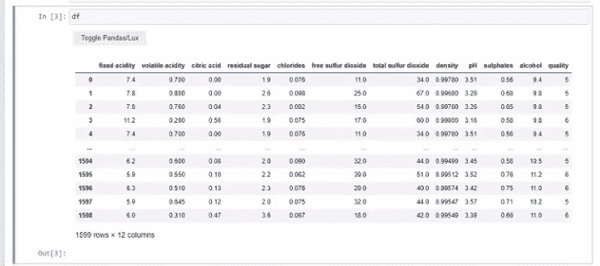 In [3]: df
Toggle Pandas/Lux
fixed acidity volatile acidity citric acid residual sugar chlorides free sulfur dioxide total sulfur dioxide density pH sulphates alcohol quality
0 7.4 0.700 0.00 1.9 0.076 11.0 34.0 0.99780 3.51 0.56 9.4 5
1 7.8 0.880 0.00 2.6 0.098 25.0 67.0 0.99680 3.20 0.68 9.8 5
2 7.8 0.760 0.04 2.3 0.092 15.0 54.0 0.99700 3.26 0.65 9.8 5
3 11.2 0.280 0.56 1.9 0.075 17.0 60.0 0.99800 3.16 0.58 9.8 6
4 7.4 0.700 0.00 1.9 0.076 11.0 34.0 0.99780 3.51 0.56 9.4 5
... ... ... ... ... ... ... ... ... ... ... ... ...
1594 6.2 0.600 0.08 2.0 0.090 32.0 44.0 0.99490 3.45 0.58 10.5 5
1595 5.9 0.550 0.10 2.2 0.062 39.0 51.0 0.99512 3.52 0.76 11.2 6
1596 6.3 0.510 0.13 2.3 0.076 29.0 40.0 0.99574 3.42 0.75 11.0 6
1597 5.9 0.645 0.12 2.0 0.075 32.0 44.0 0.99547 3.57 0.71 10.2 5
1598 6.0 0.310 0.47 3.6 0.067 18.0 42.0 0.99549 3.39 0.66 11.0 6
1599 rows × 12 columns
Out[3]: